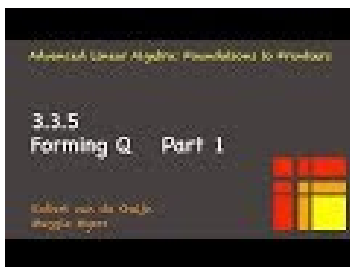 Advanced Linear Algebra: Foundations to Frontiers
3.3.5
Forming Q Part 1
Robert van de Geijn
Maggie Myers